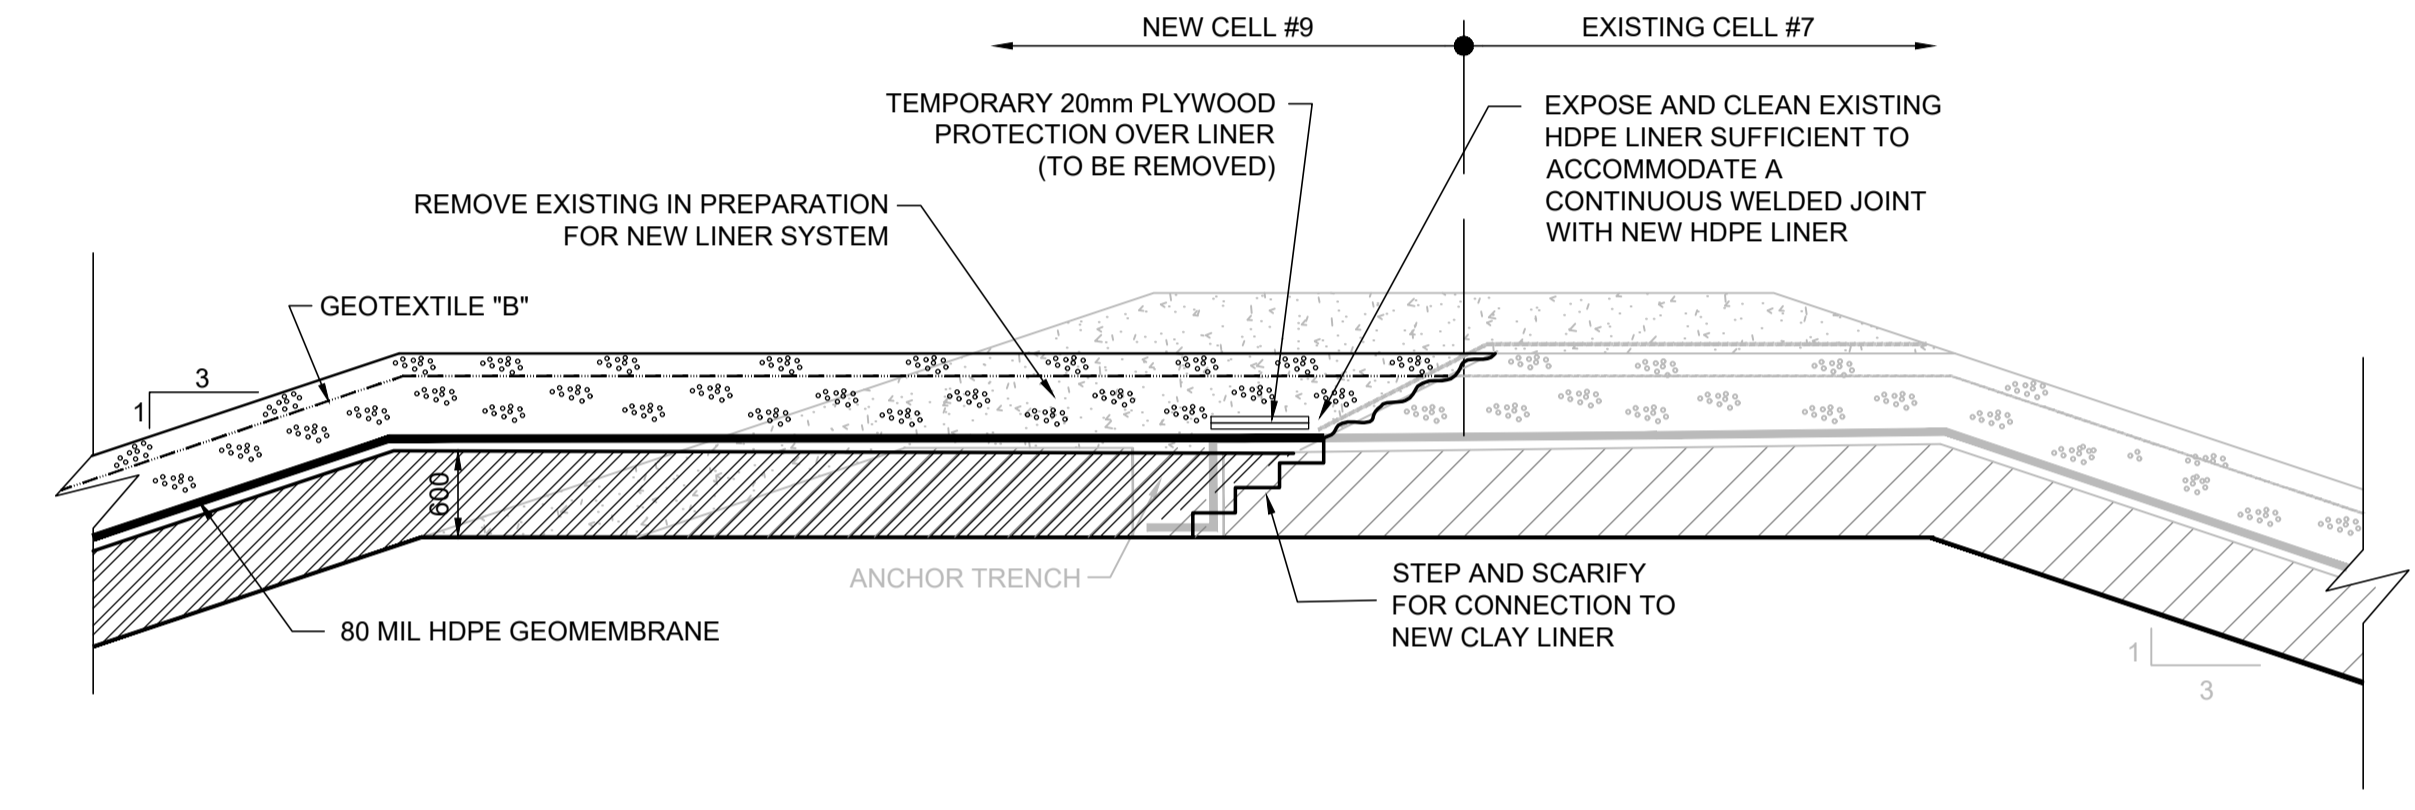 NEW CELL #9
EXISTING CELL #7
TEMPORARY 20mm PLYWOOD
PROTECTION OVER LINER
(TO BE REMOVED)
EXPOSE AND CLEAN EXISTING
HDPE LINER SUFFICIENT TO
ACCOMMODATE A
CONTINUOUS WELDED JOINT
WITH NEW HDPE LINER
REMOVE EXISTING IN PREPARATION
FOR NEW LINER SYSTEM
GEOTEXTILE "B"
3
1
600
ANCHOR TRENCH
STEP AND SCARIFY
FOR CONNECTION TO
NEW CLAY LINER
80 MIL HDPE GEOMEMBRANE
1
3